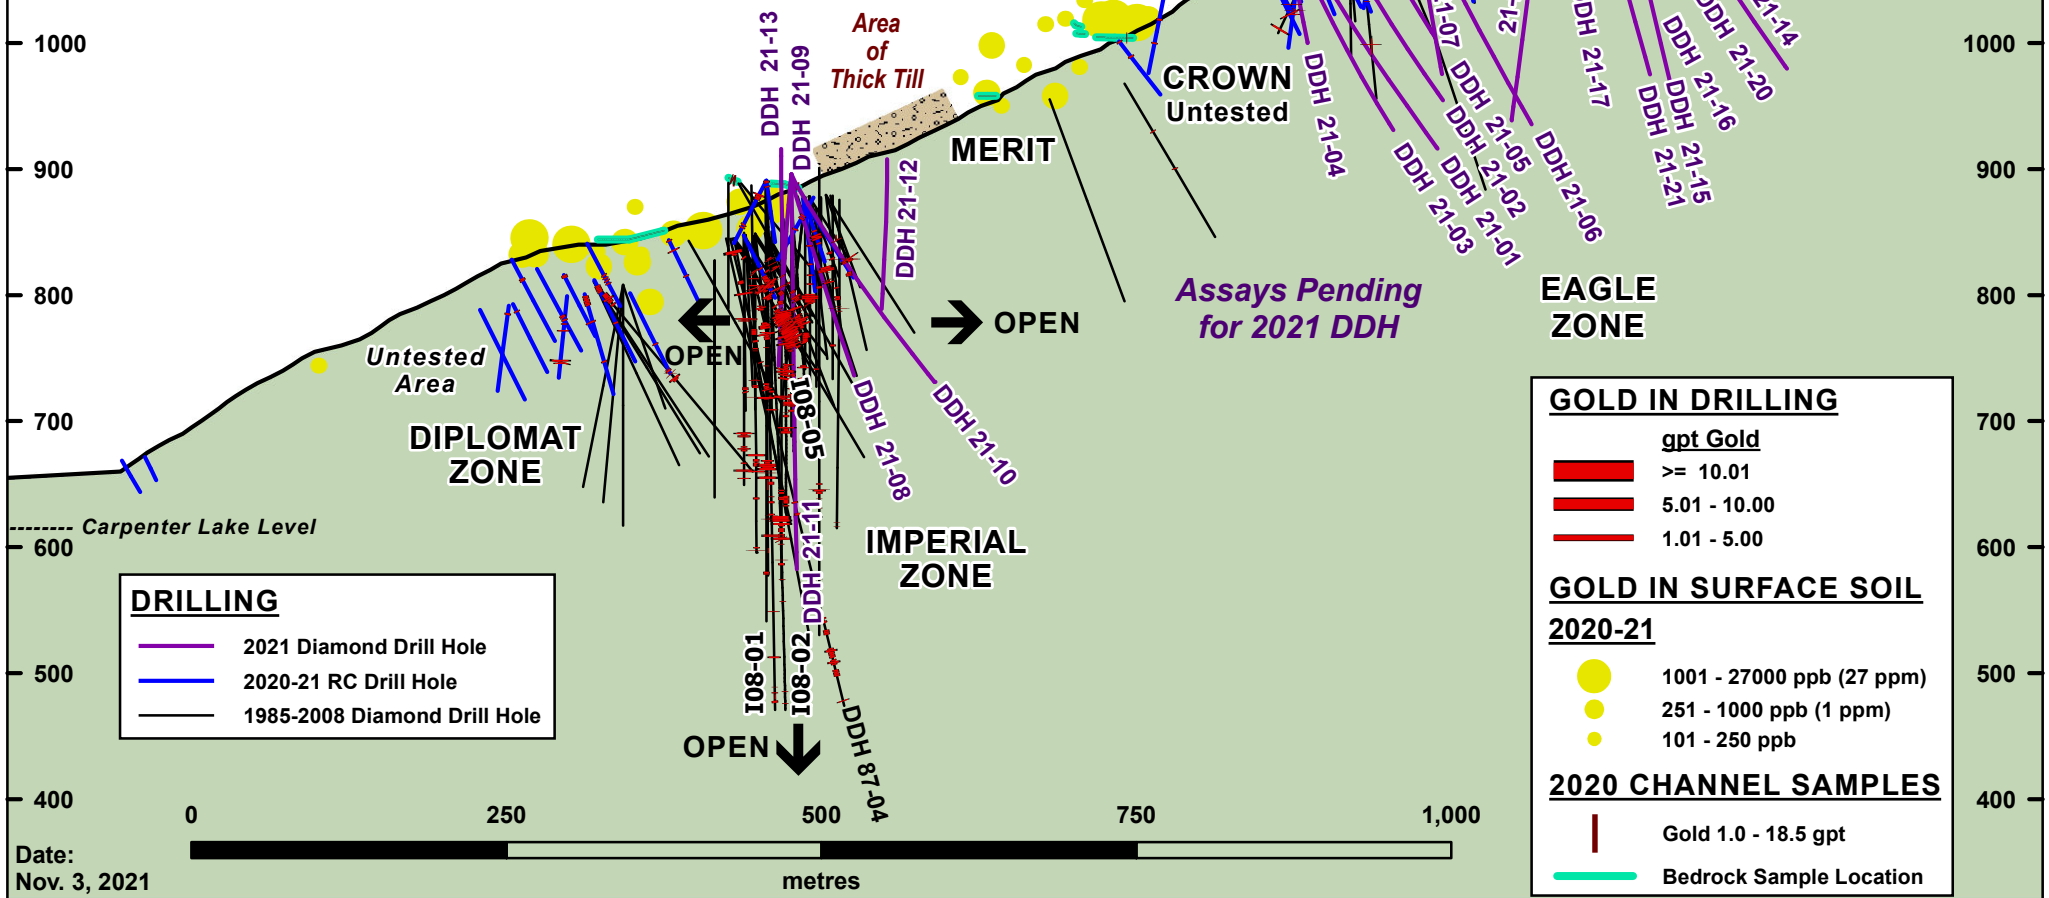 1000
900
800
700
600
500
400
1000
900
800
700
600
500
400
DDH 21-13
DDH 21-09
Area
of
Thick Till
DDH 21-12
MERIT
CROWN
Untested
DDH 21-04
DDH 21-03
DDH 21-01
DDH 21-02
DDH 21-05
DDH 21-06
21-07
21-
DDH 21-17
DDH 21-21
DDH 21-15
DDH 21-16
DDH 21-20
21-14
Assays Pending
for 2021 DDH
EAGLE
ZONE
OPEN
OPEN
Untested
Area
DIPLOMAT
ZONE
I08-05
DDH 21-08
DDH 21-10
DDH 21-11
IMPERIAL
ZONE
Carpenter Lake Level
I08-01
I08-02
OPEN
DDH 87-04
DRILLING
2021 Diamond Drill Hole
2020-21 RC Drill Hole
1985-2008 Diamond Drill Hole
GOLD IN DRILLING
gpt Gold
>= 10.01
5.01 - 10.00
1.01 - 5.00
GOLD IN SURFACE SOIL
2020-21
1001 - 27000 ppb (27 ppm)
251 - 1000 ppb (1 ppm)
101 - 250 ppb
2020 CHANNEL SAMPLES
Gold 1.0 - 18.5 gpt
Bedrock Sample Location
0
250
500
750
1,000
metres
Date:
Nov. 3, 2021